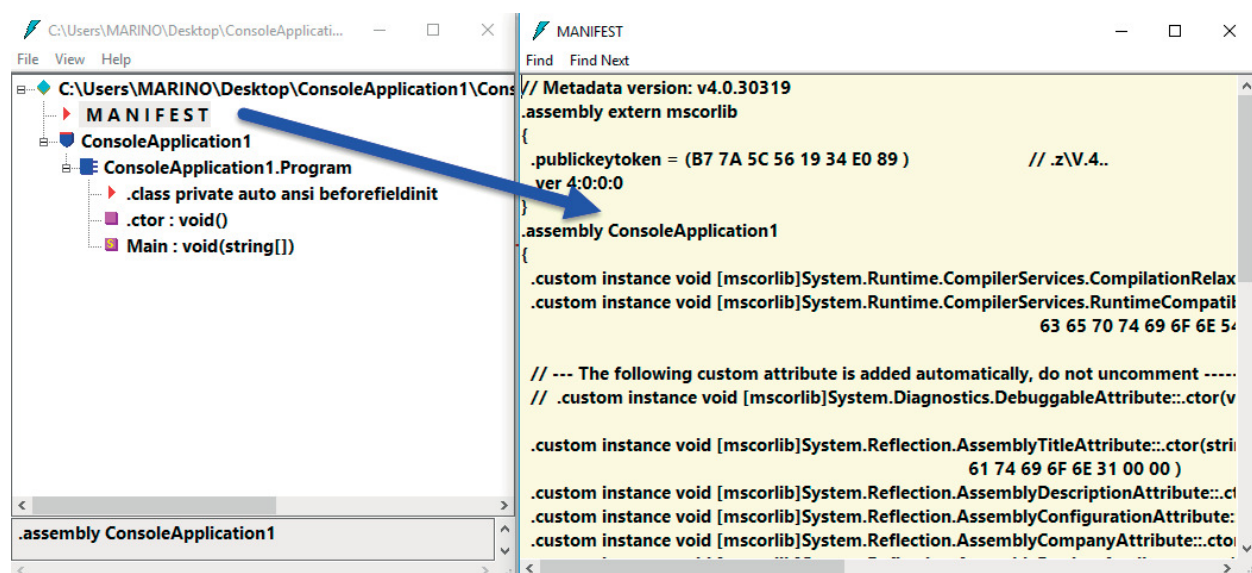 C:\Users\MARINO\Desktop\ConsoleApplicati...
File View Help
C:\Users\MARINO\Desktop\ConsoleApplication1\Cons
MANIFEST
ConsoleApplication1
ConsoleApplication1.Program
.class private auto ansi beforefieldinit
.ctor : void()
Main : void(string[])
.assembly ConsoleApplication1
MANIFEST
Find Find Next
// Metadata version: v4.0.30319
.assembly extern mscorlib
{
.publickeytoken = (B7 7A 5C 56 19 34 E0 89 ) // .z\V.4..
.ver 4:0:0:0
}
.assembly ConsoleApplication1
{
.custom instance void [mscorlib]System.Runtime.CompilerServices.CompilationRelax
.custom instance void [mscorlib]System.Runtime.CompilerServices.RuntimeCompatib
63 65 70 74 69 6F 6E 54
// --- The following custom attribute is added automatically, do not uncomment -----
// .custom instance void [mscorlib]System.Diagnostics.DebuggableAttribute::.ctor(v
.custom instance void [mscorlib]System.Reflection.AssemblyTitleAttribute::.ctor(stri
61 74 69 6F 6E 31 00 00 )
.custom instance void [mscorlib]System.Reflection.AssemblyDescriptionAttribute::.ct
.custom instance void [mscorlib]System.Reflection.AssemblyConfigurationAttribute:
.custom instance void [mscorlib]System.Reflection.AssemblyCompanyAttribute::.ctor